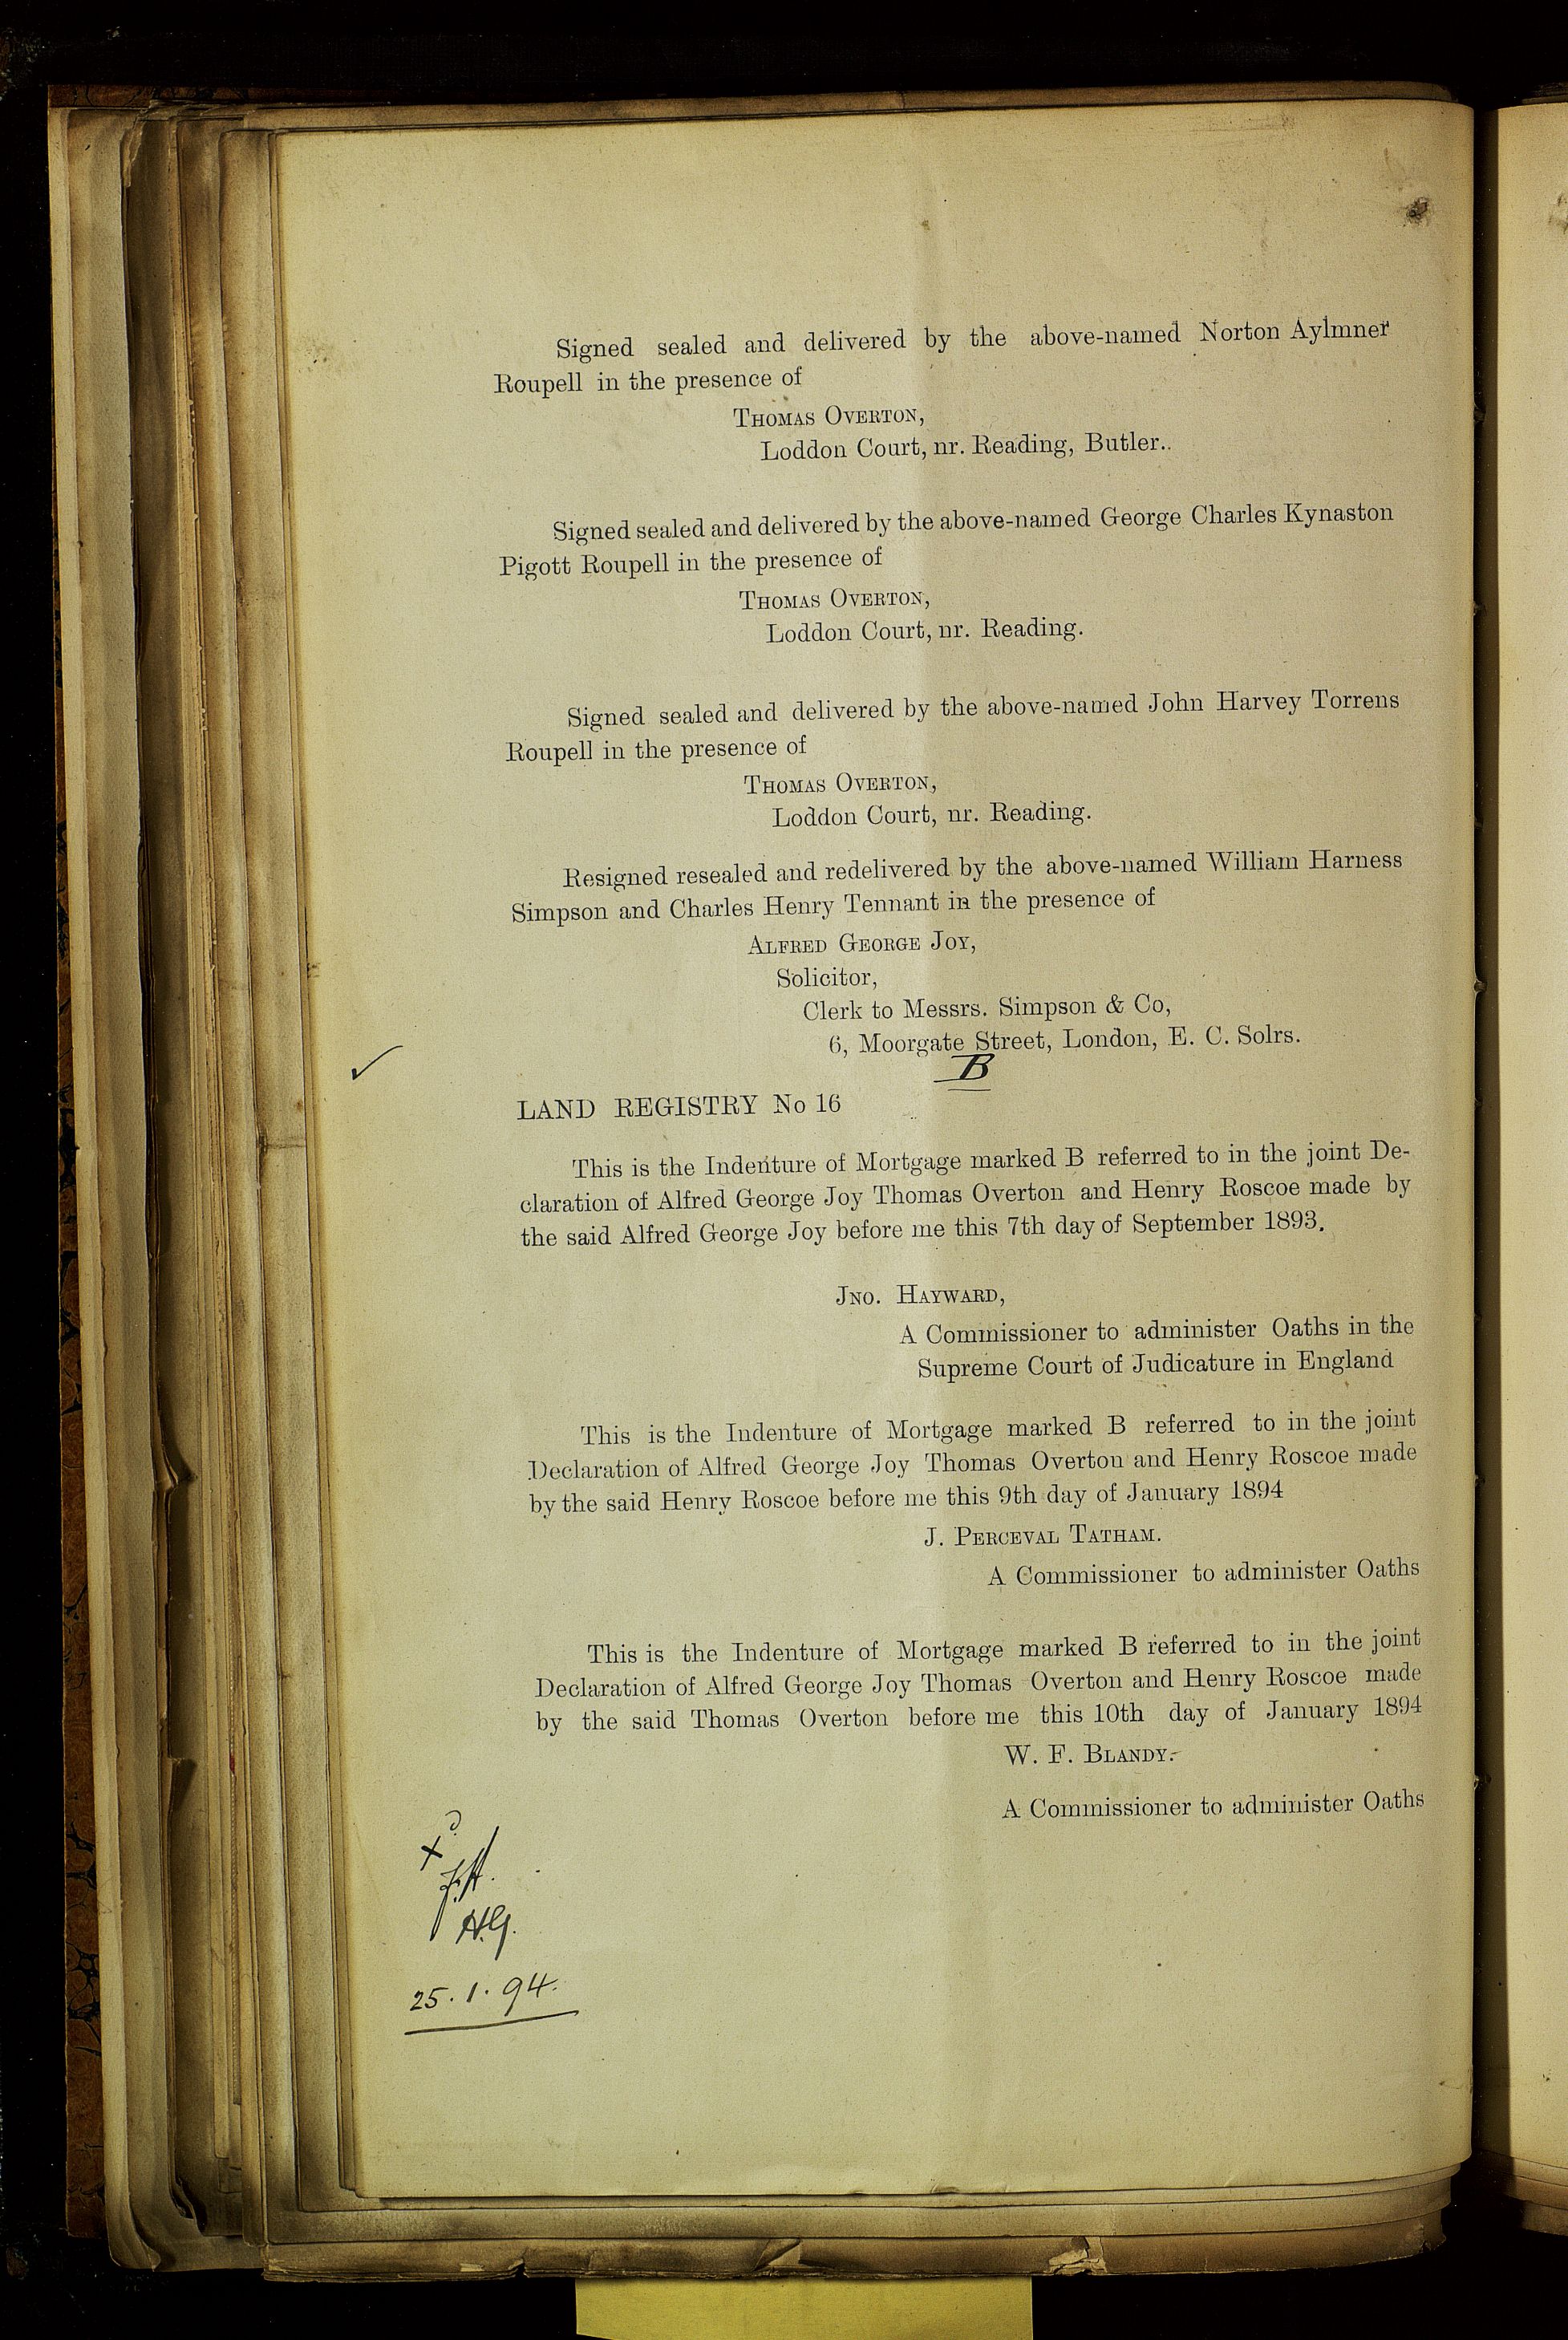 Signed sealed and delivered by the above-named Norton Aylmner
Roupell in the presence of
THOMAS OVERTON,
Loddon Court, nr. Reading, Butler..
Signed sealed and delivered by the above-named George Charles Kynaston
Pigott Roupell in the presence of
THOMAS OVERTON,
Loddon Court, nr. Reading.
Signed sealed and delivered by the above-named John Harvey Torrens
Roupell in the presence of
THOMAS OVERTON,
Loddon Court, nr. Reading.
Resigned resealed and redelivered by the above-named William Harness
Simpson and Charles Henry Tennant in the presence of
ALFRED GEORGE JOY,
Solicitor,
Clerk to Messrs. Simpson & Co,
6, Moorgate Street, London, E. C. Solrs.
B
LAND REGISTRY No 16
This is the Indenture of Mortgage marked B referred to in the joint De-
claration of Alfred George Joy Thomas Overton and Henry Roscoe made by
the said Alfred George Joy before me this 7th day of September 1893.
JNO. HAYWARD,
A Commissioner to administer Oaths in the
Supreme Court of Judicature in England
This is the Indenture of Mortgage marked B referred to in the joint
Declaration of Alfred George Joy Thomas Overton and Henry Roscoe made
by the said Henry Roscoe before me this 9th day of January 1894
J. PERCEVAL TATHAM.
A Commissioner to administer Oaths
This is the Indenture of Mortgage marked B referred to in the joint
Declaration of Alfred George Joy Thomas Overton and Henry Roscoe made
by the said Thomas Overton before me this 10th day of January 1894
W. F. BLANDY.
A Commissioner to administer Oaths
H.G.
25.1.94.